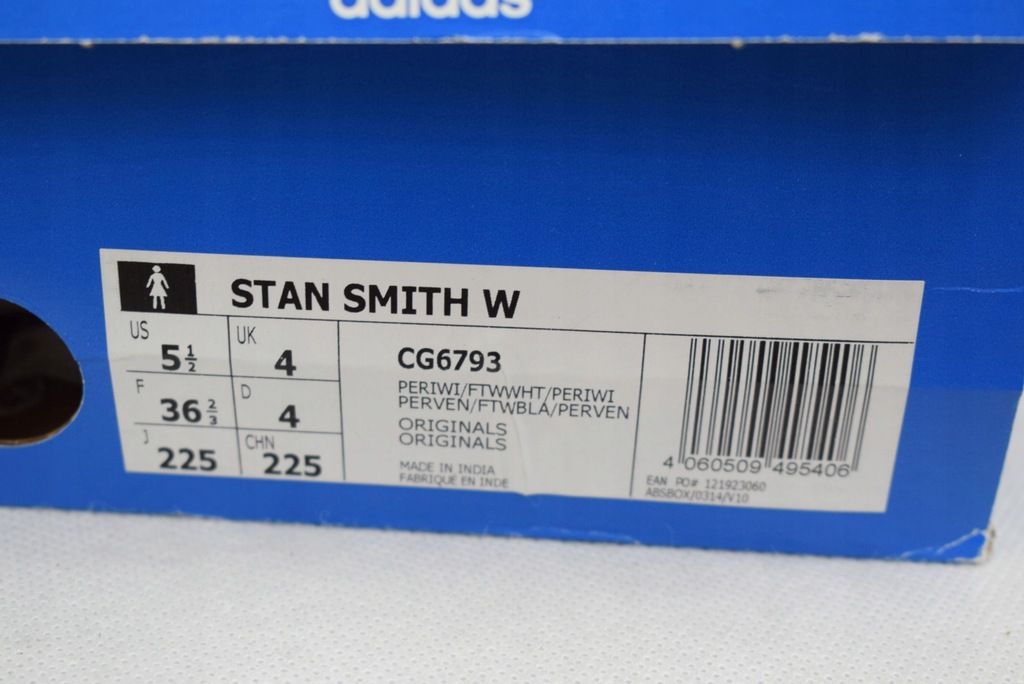 adidas
STAN SMITH W
US 5 1/2
UK 4
F 36 2/3
D 4
J 225
CHN 225
CG6793
PERIWI/FTWWHT/PERIWI
PERVEN/FTWBLA/PERVEN
ORIGINALS
ORIGINALS
MADE IN INDIA
FABRIQUE EN INDE
4 060509 495406
EAN PO# 121923060
ABSBOX/0314/V10